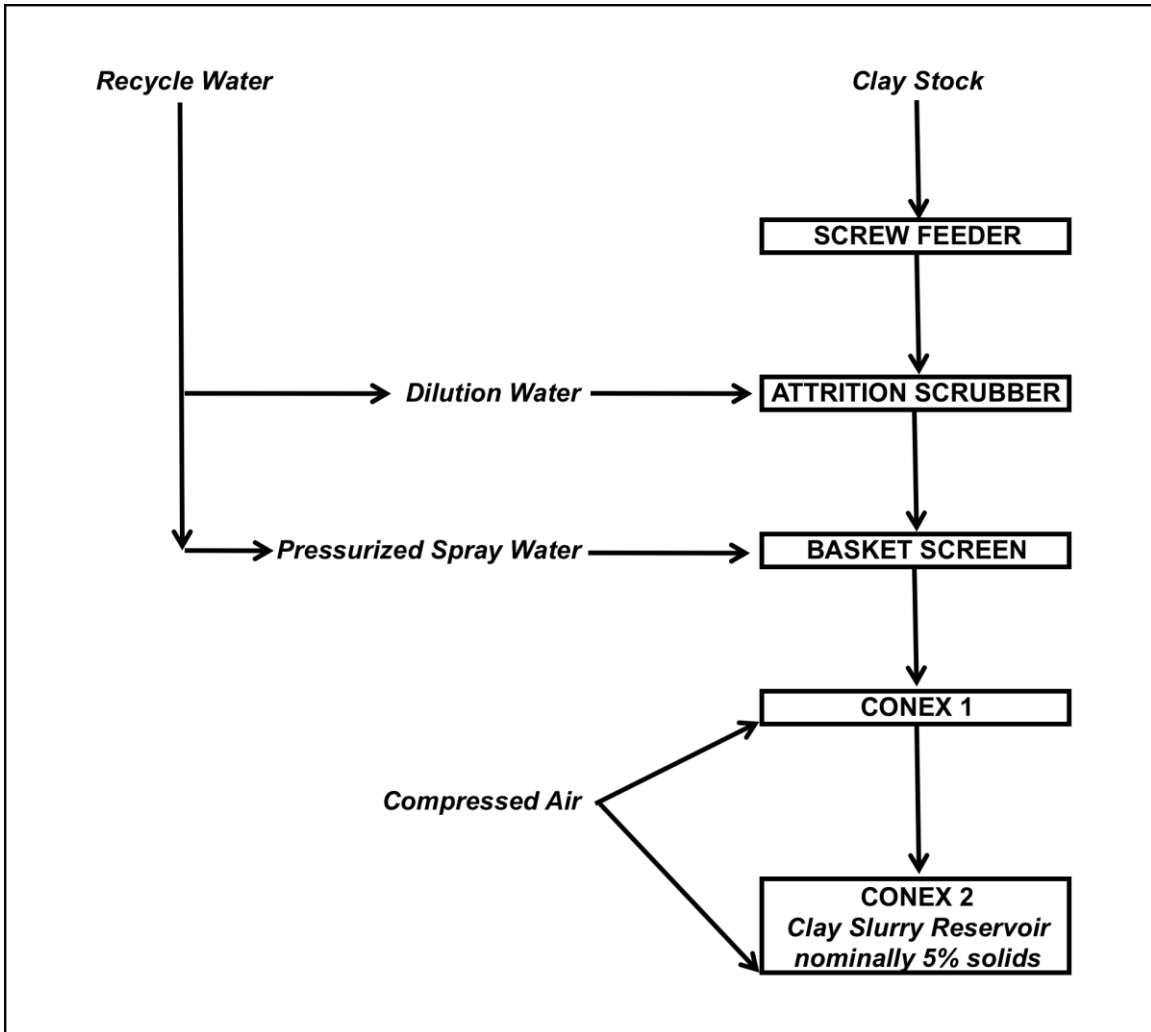 Recycle Water
Clay Stock
SCREW FEEDER
Dilution Water
ATTRITION SCRUBBER
Pressurized Spray Water
BASKET SCREEN
CONEX 1
Compressed Air
CONEX 2
Clay Slurry Reservoir
nominally 5% solids